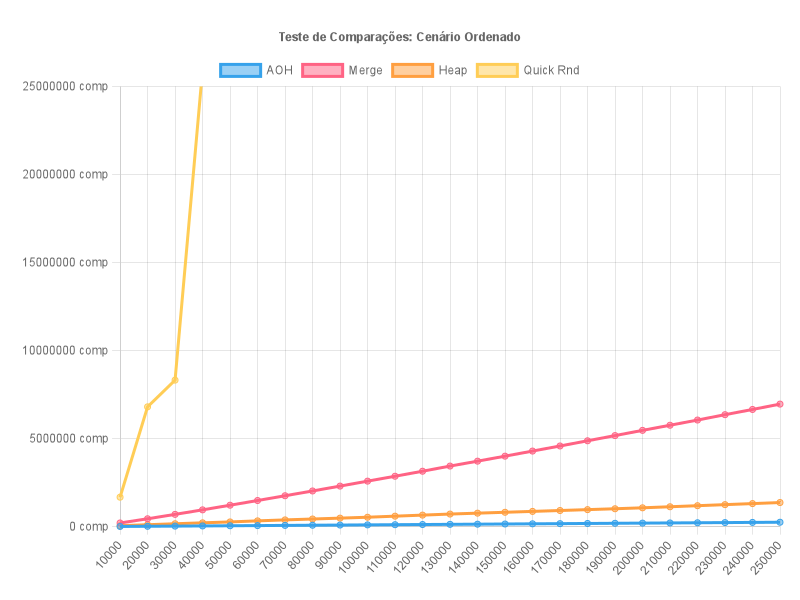 Teste de Comparações: Cenário Ordenado
AOH Merge Heap Quick Rnd
25000000 comp
20000000 comp
15000000 comp
10000000 comp
5000000 comp
0 comp
10000 20000 30000 40000 50000 60000 70000 80000 90000 100000 110000 120000 130000 140000 150000 160000 170000 180000 190000 200000 210000 220000 230000 240000 250000